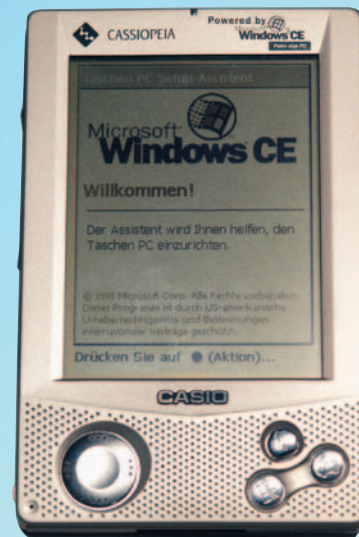 Powered by
CASSIOPEIA
Microsoft
Windows CE
Palm-size PC
Taschen PC Setup-Assistent
Microsoft
Windows CE
Willkommen!
Der Assistent wird Ihnen helfen, den
Taschen PC einzurichten.
Microsoft Corp. Alle Rechte vorbehalten.
Dieses Programm ist durch US-amerikanische
Urheberrechtsgesetze und Bestimmungen
internationaler Verträge geschützt.
Drücken Sie auf ● (Aktion)...
CASIO